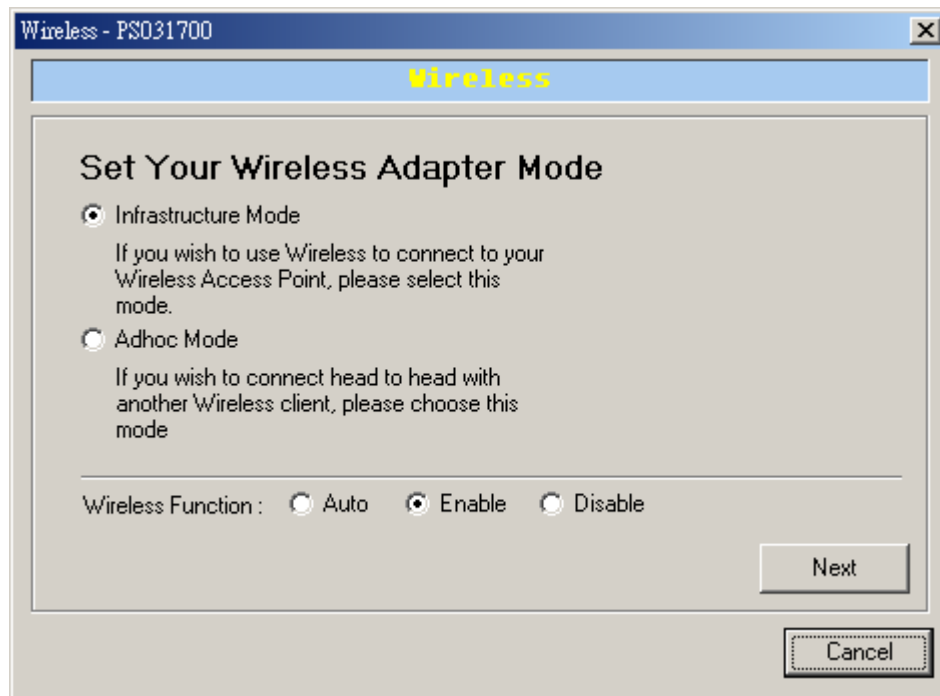 Wireless - PS031700
Wireless
Set Your Wireless Adapter Mode
Infrastructure Mode
If you wish to use Wireless to connect to your
Wireless Access Point, please select this
mode.
Adhoc Mode
If you wish to connect head to head with
another Wireless client, please choose this
mode
Wireless Function : Auto Enable Disable
Next
Cancel